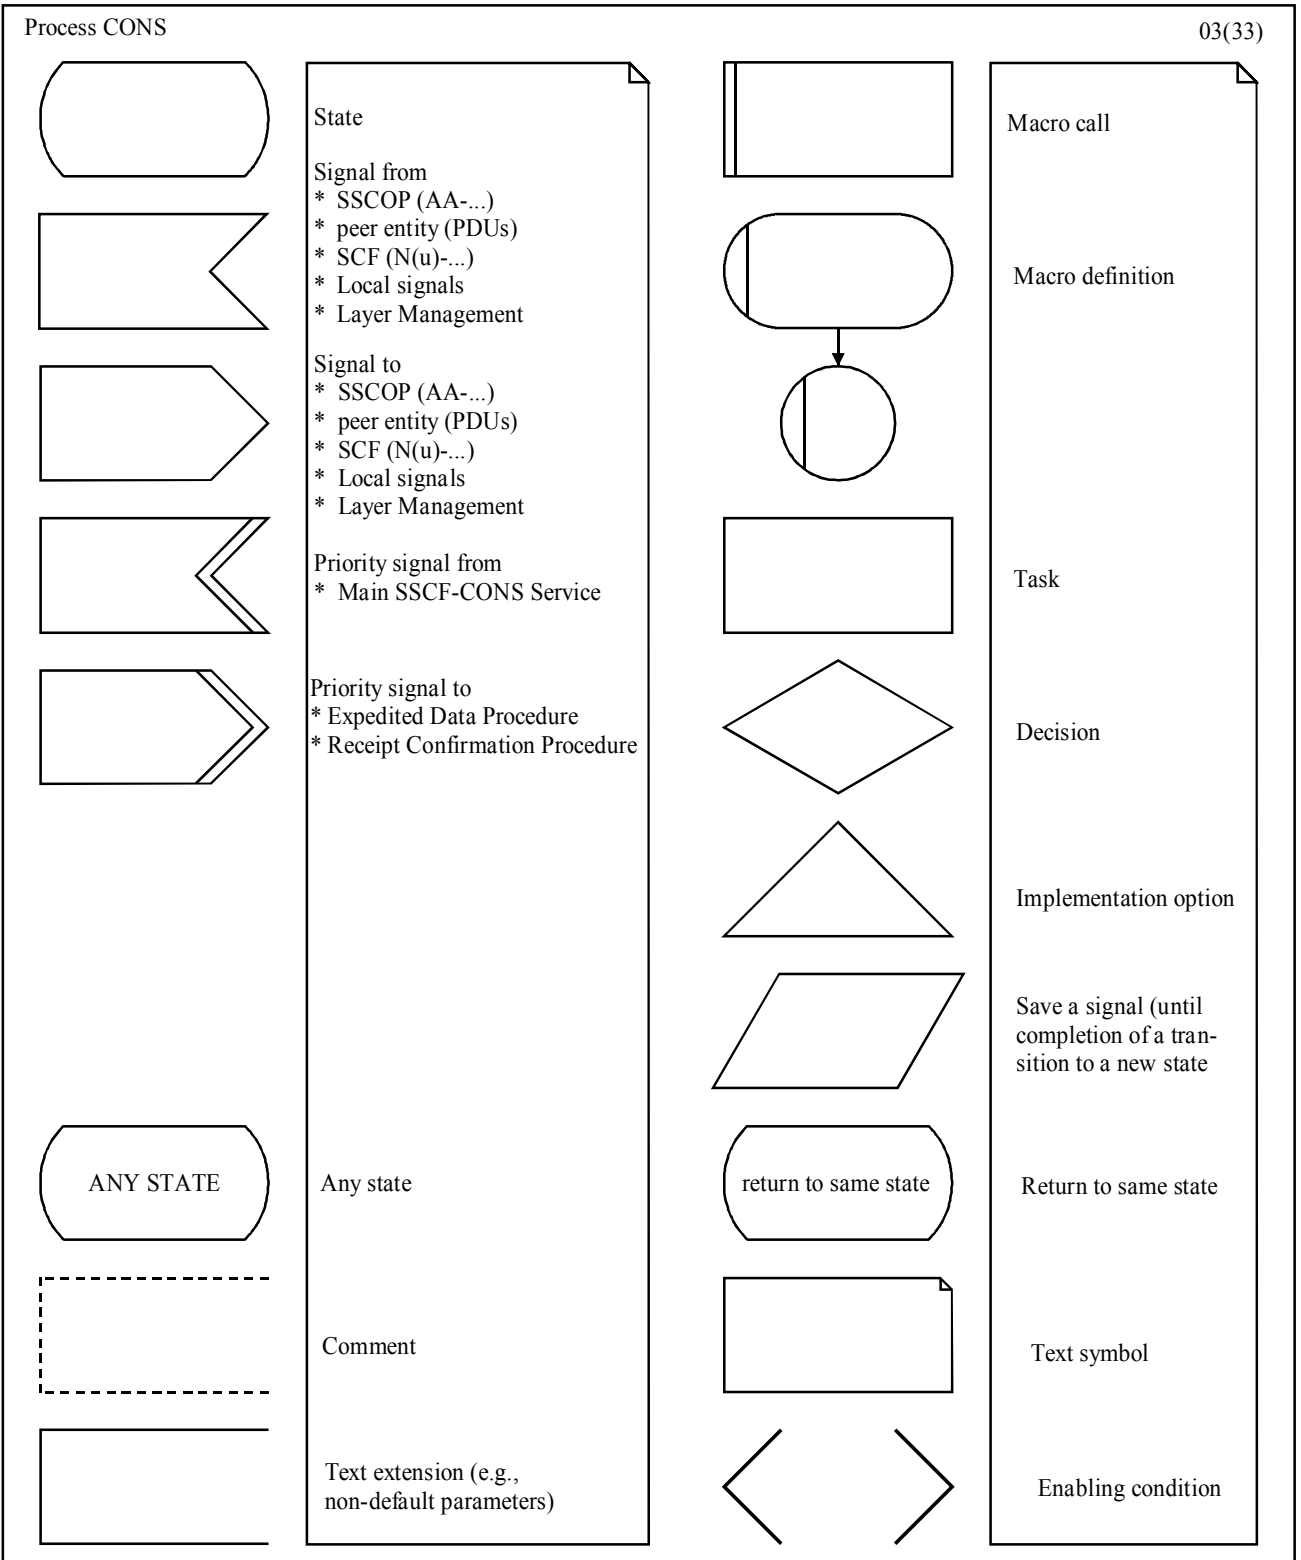 Process CONS
03(33)
State
Signal from
* SSCOP (AA-...)
* peer entity (PDUs)
* SCF (N(u)-...)
* Local signals
* Layer Management
Signal to
* SSCOP (AA-...)
* peer entity (PDUs)
* SCF (N(u)-...)
* Local signals
* Layer Management
Priority signal from
* Main SSCF-CONS Service
Priority signal to
* Expedited Data Procedure
* Receipt Confirmation Procedure
ANY STATE
Any state
Comment
Text extension (e.g.,
non-default parameters)
Macro call
Macro definition
Task
Decision
Implementation option
Save a signal (until
completion of a tran-
sition to a new state
return to same state
Return to same state
Text symbol
Enabling condition